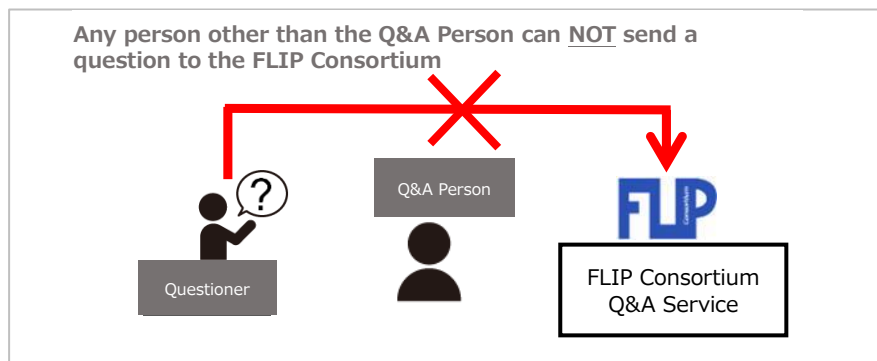 Any person other than the Q&A Person can NOT send a
question to the FLIP Consortium
?
Q&A Person
FLIP
Consortium
Questioner
FLIP Consortium
Q&A Service